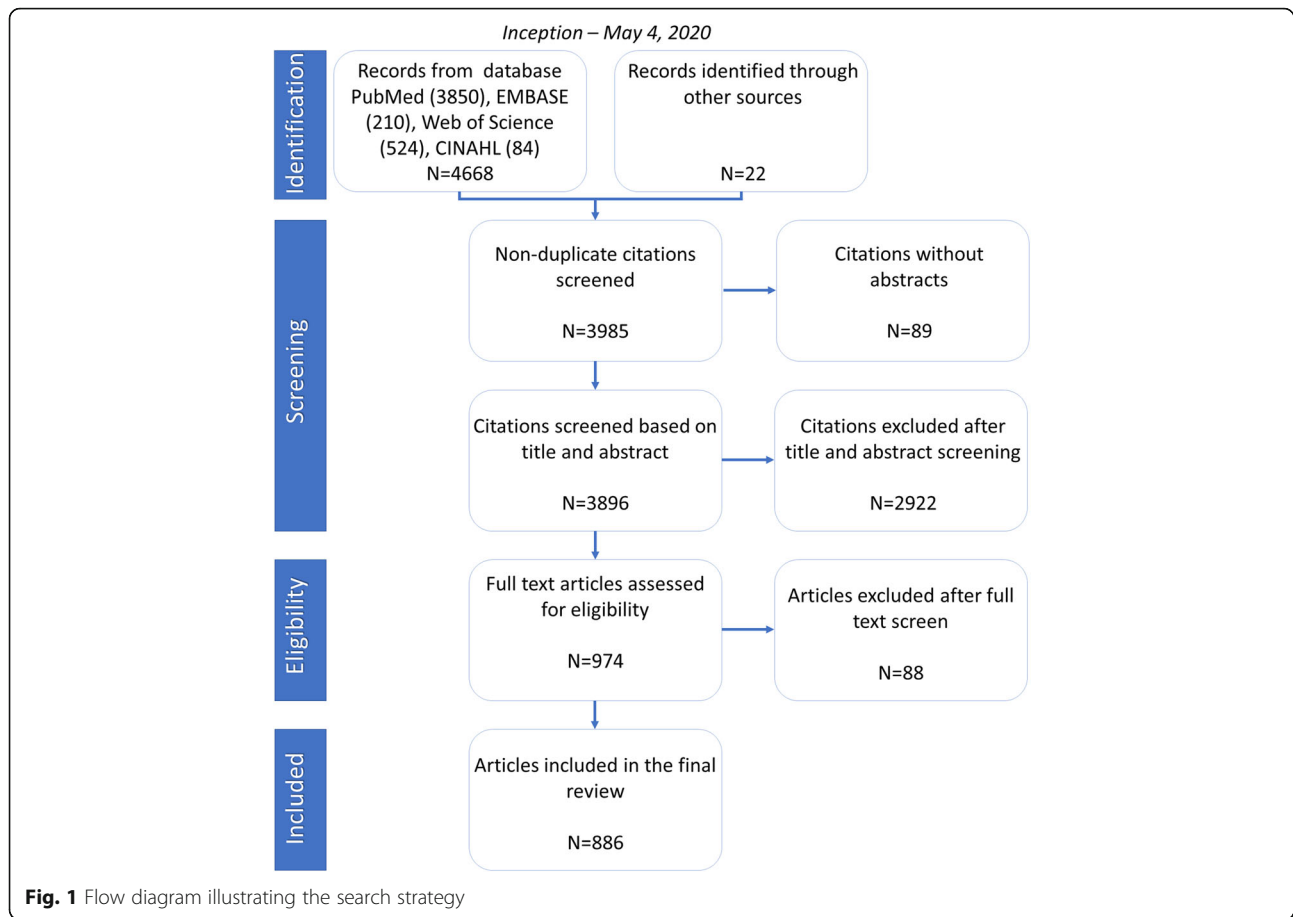 Inception – May 4, 2020
Identification
Records from database
PubMed (3850), EMBASE
(210), Web of Science
(524), CINAHL (84)
N=4668
Records identified through
other sources
N=22
Screening
Non-duplicate citations
screened
N=3985
Citations without
abstracts
N=89
Citations screened based on
title and abstract
N=3896
Citations excluded after
title and abstract screening
N=2922
Eligibility
Full text articles assessed
for eligibility
N=974
Articles excluded after full
text screen
N=88
Included
Articles included in the final
review
N=886
Fig. 1 Flow diagram illustrating the search strategy